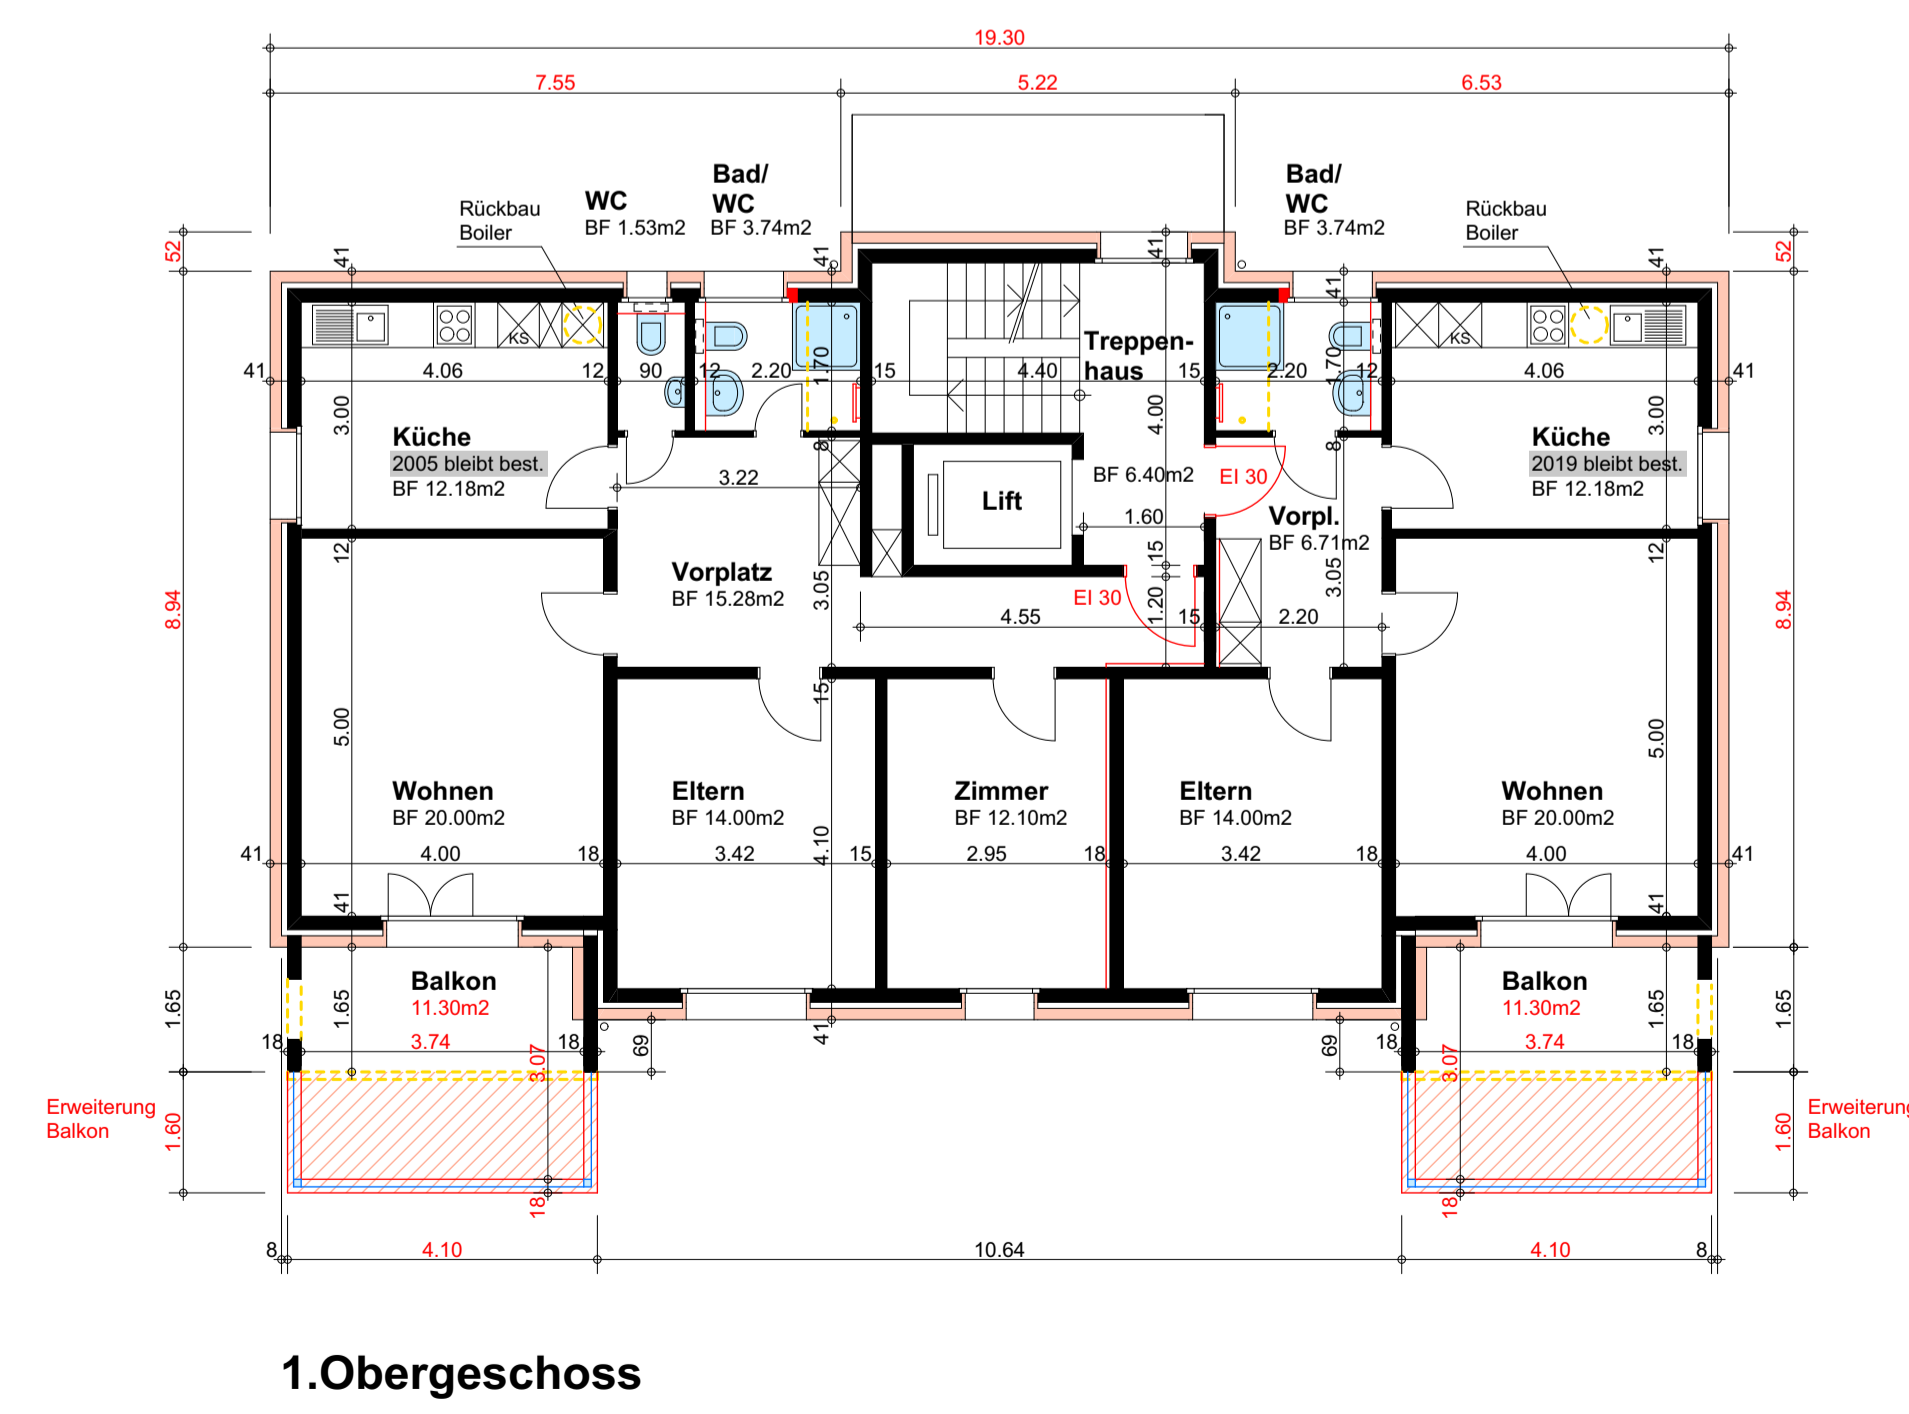 19.30
7.55
5.22
6.53
Rückbau
Boiler
WC
BF 1.53m2
Bad/
WC
BF 3.74m2
Bad/
WC
BF 3.74m2
Rückbau
Boiler
52
41
41
41
41
41
52
KS
KS
41
4.06
12
90
12
2.20
1.70
15
4.40
Treppen-
haus
15
2.20
1.70
12
4.06
41
3.00
4.00
3.00
Küche
2005 bleibt best.
BF 12.18m2
8
3.22
Lift
BF 6.40m2
EI 30
8
Küche
2019 bleibt best.
BF 12.18m2
1.60
Vorpl.
BF 6.71m2
12
15
12
Vorplatz
BF 15.28m2
3.05
EI 30
1.20
3.05
8.94
4.55
15
2.20
8.94
5.00
15
5.00
Wohnen
BF 20.00m2
Eltern
BF 14.00m2
Zimmer
BF 12.10m2
Eltern
BF 14.00m2
Wohnen
BF 20.00m2
41
4.00
18
3.42
4.10
15
2.95
18
3.42
18
4.00
41
41
41
Balkon
11.30m2
Balkon
11.30m2
1.65
1.65
1.65
1.65
18
3.74
18
3.07
69
41
69
18
3.07
3.74
18
Erweiterung
Balkon
1.60
1.60
Erweiterung
Balkon
18
18
8
4.10
10.64
4.10
8
1.Obergeschoss